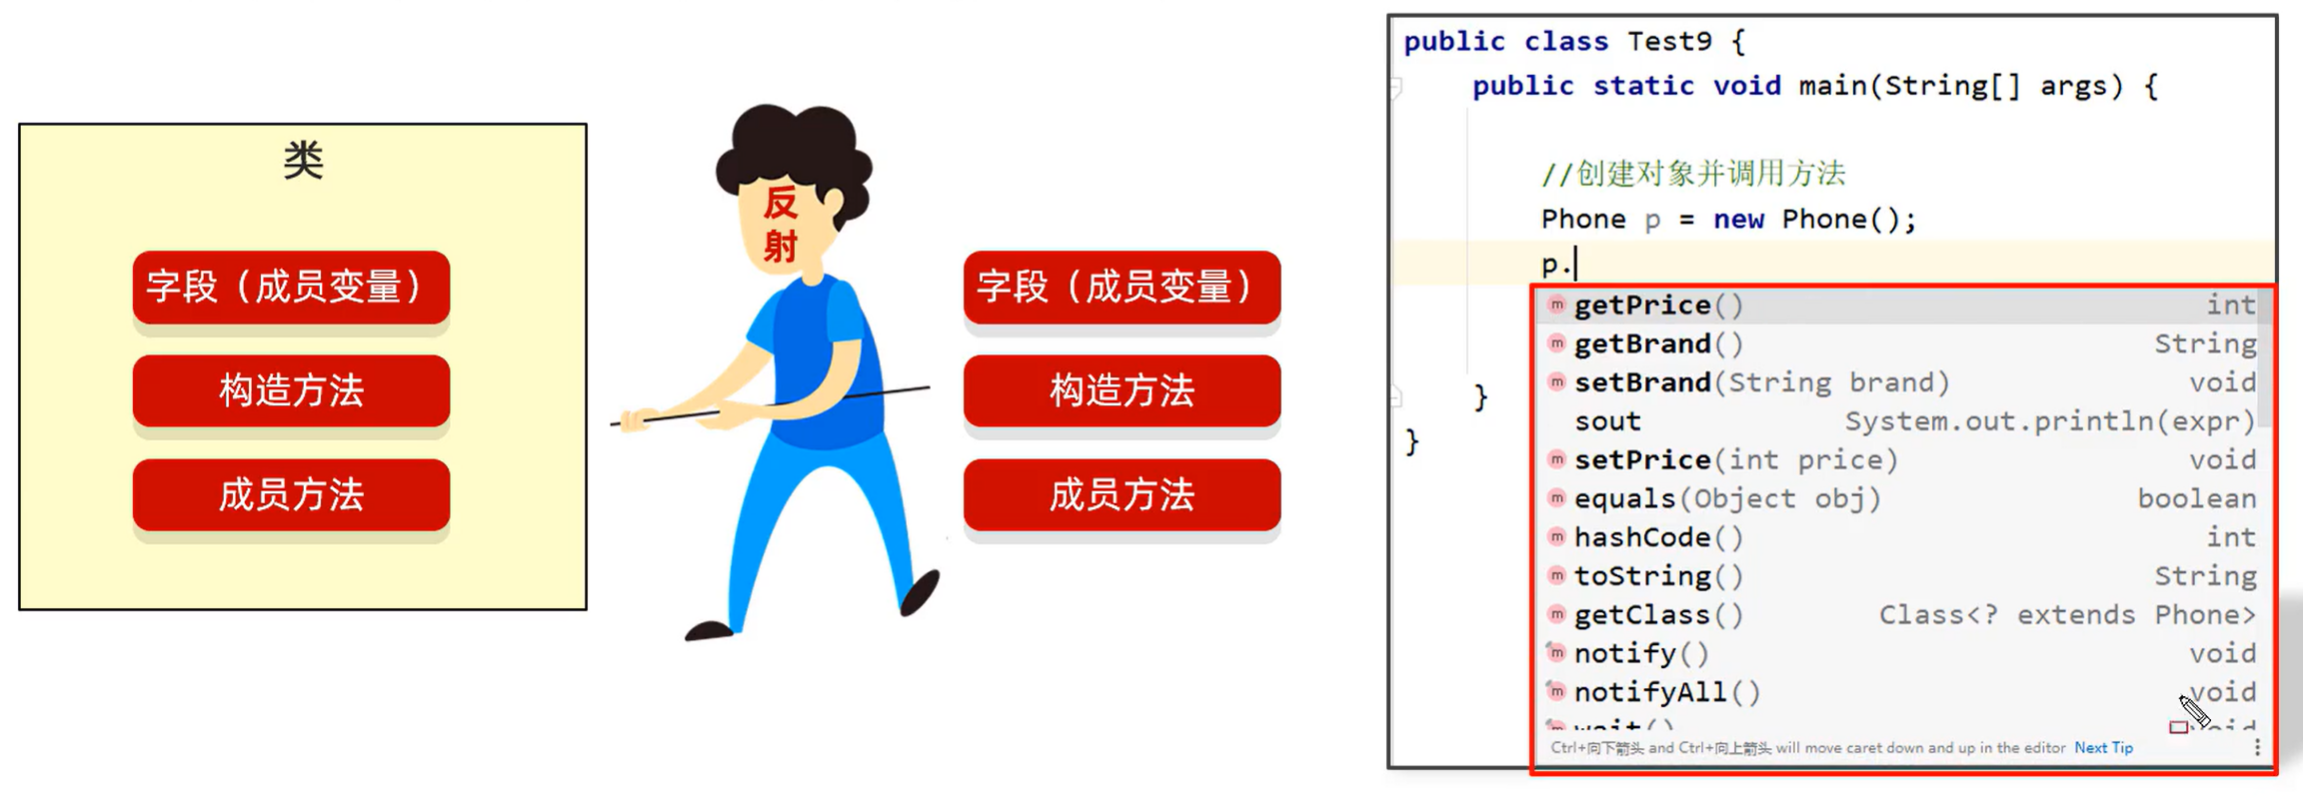 类
字段（成员变量）
构造方法
成员方法
反
射
字段（成员变量）
构造方法
成员方法
public class Test9 {
public static void main(String[] args) {
//创建对象并调用方法
Phone p = new Phone();
p.
getPrice() int
getBrand() String
setBrand(String brand) void
sout System.out.println(expr)
setPrice(int price) void
equals(Object obj) boolean
hashCode() int
toString() String
getClass() Class<? extends Phone>
notify() void
notifyAll() void
wait() void
Ctrl+向下箭头 and Ctrl+向上箭头 will move caret down and up in the editor Next Tip
}
}